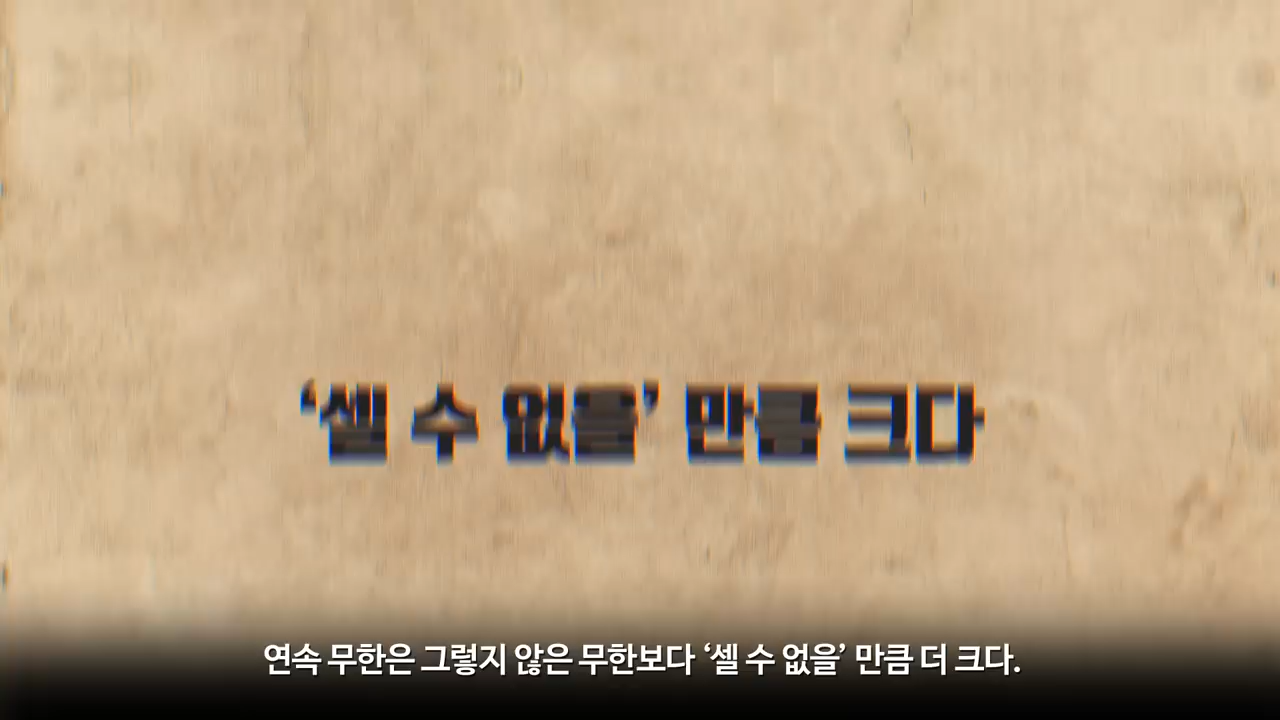 ‘셀 수 없을’ 만큼 크다
연속 무한은 그렇지 않은 무한보다 ‘셀 수 없을’ 만큼 더 크다.